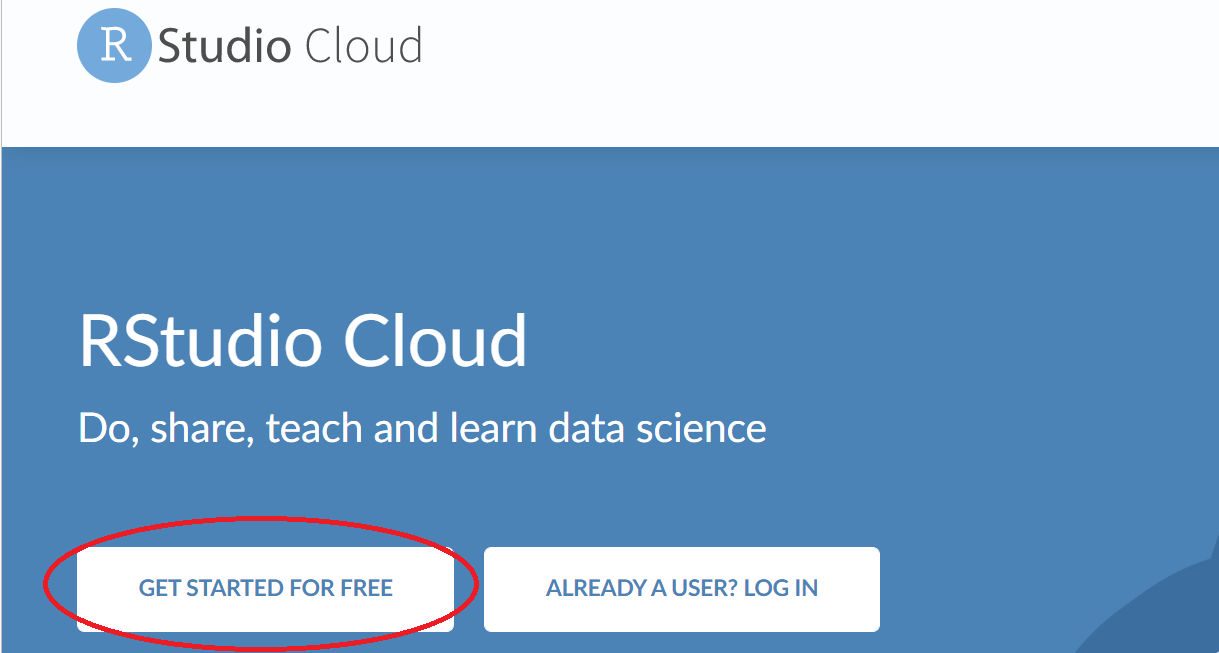 R Studio Cloud
RStudio Cloud
Do, share, teach and learn data science
GET STARTED FOR FREE
ALREADY A USER? LOG IN